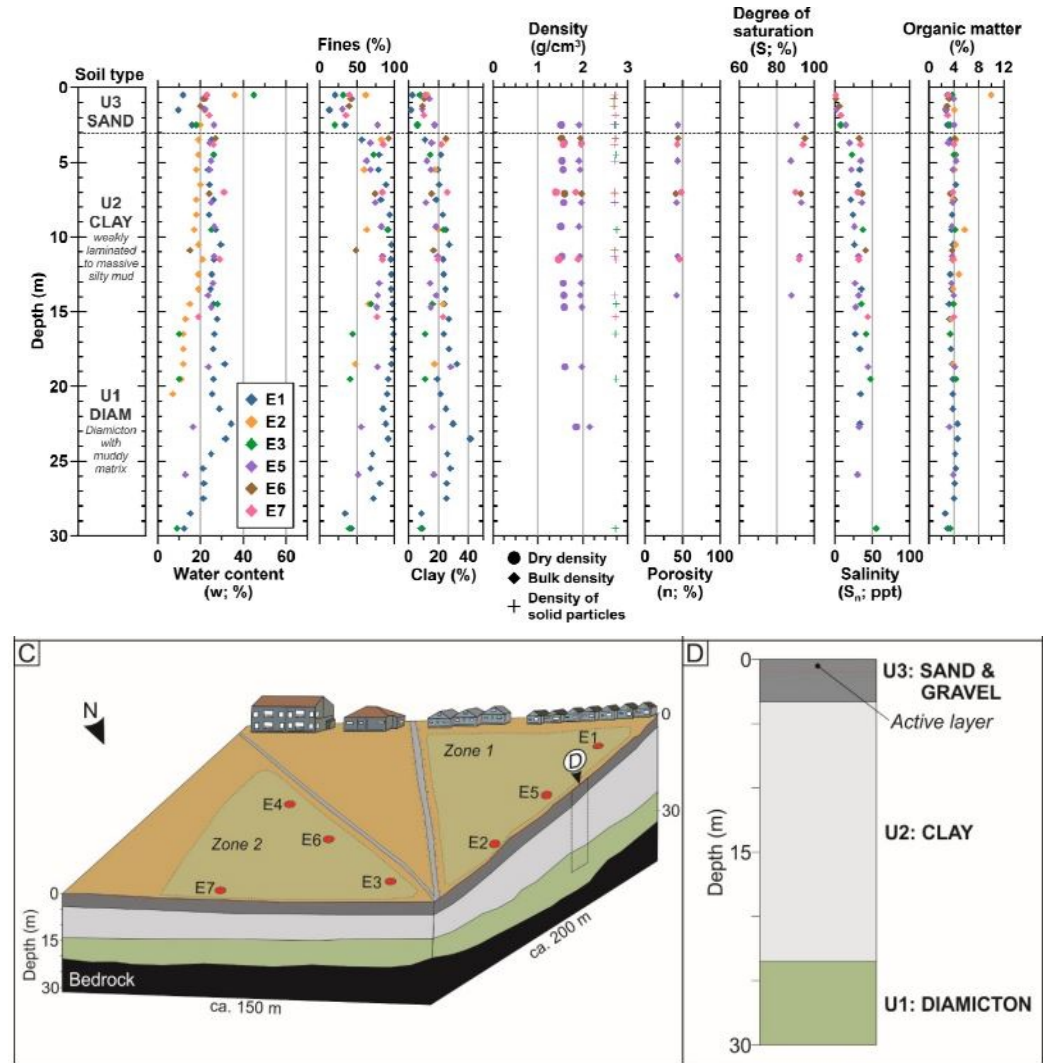 Fines (%)
Density
(g/cm³)
Degree of
saturation
(S; %)
Organic matter
(%)
Soil type
0 20 40 60
0 50 100
0 20 40
0 1 2 3
0 50 100
60 80 100
0 50 100
0 4 8 12
U3
SAND
U2
CLAY
weakly
laminated
to massive
silty mud
U1
DIAM
Diamicton
with
muddy
matrix
Depth (m)
0
5
10
15
20
25
30
E1
E2
E3
E5
E6
E7
Water content
(w; %)
Clay (%)
Dry density
Bulk density
Density of
solid particles
Porosity
(n; %)
Salinity
(Sn; ppt)
C
N
Zone 1
E1
D
E5
E2
E4
Zone 2
E6
E3
E7
0
30
0
15
30
Depth (m)
Bedrock
ca. 150 m
ca. 200 m
D
0
15
30
Depth (m)
U3: SAND &
GRAVEL
Active layer
U2: CLAY
U1: DIAMICTON